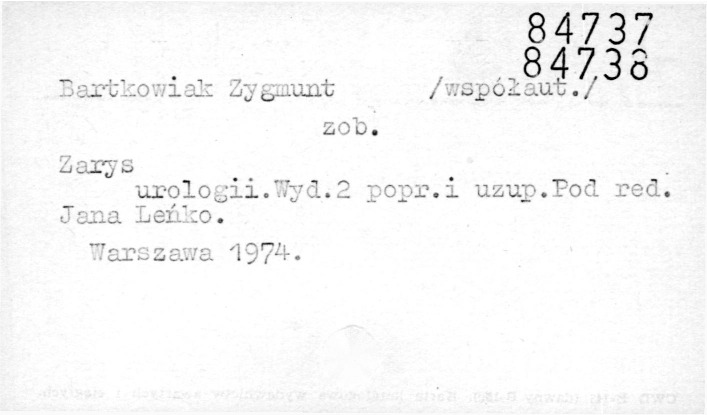 84737
84738
Bartkowiak Zygmunt /współaut./
zob.
Zarys
urologii.Wyd.2 popr.i uzup.Pod red.
Jana Leńko.
Warszawa 1974.